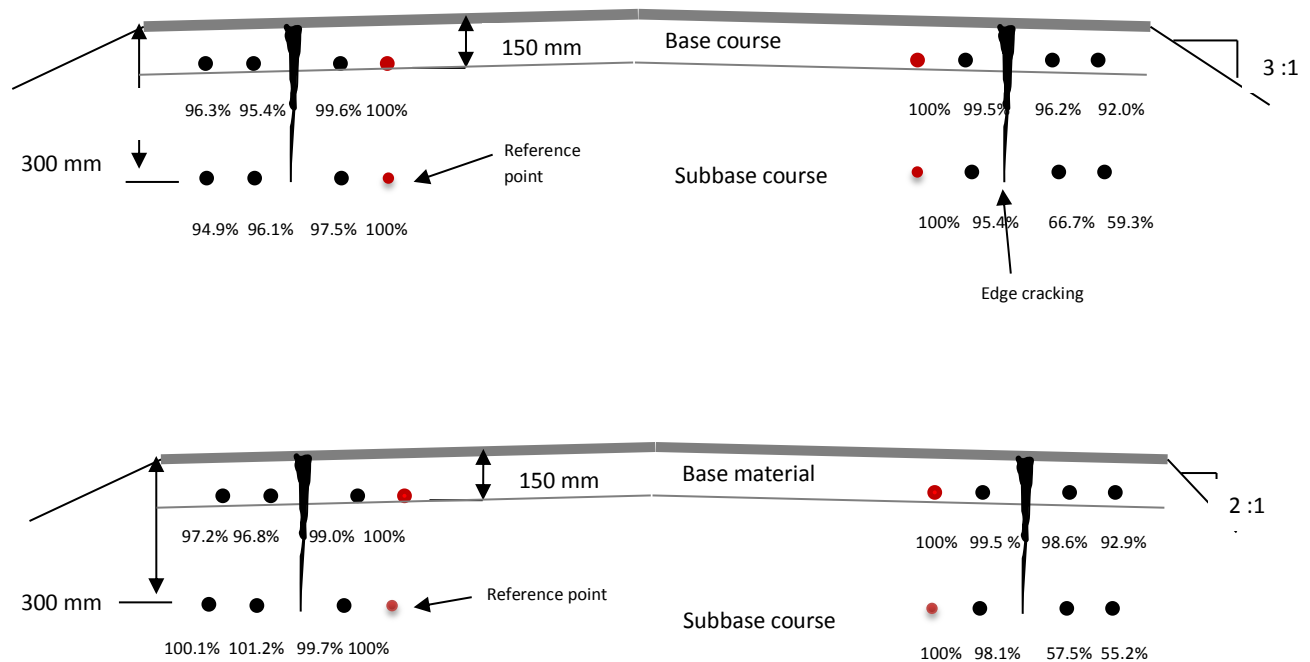 Base course
150 mm
3 :1
96.3% 95.4% 99.6% 100%
100% 99.5% 96.2% 92.0%
300 mm
Reference
point
Subbase course
94.9% 96.1% 97.5% 100%
100% 95.4% 66.7% 59.3%
Edge cracking
Base material
150 mm
2 :1
97.2% 96.8% 99.0% 100%
100% 99.5 % 98.6% 92.9%
300 mm
Reference point
Subbase course
100.1% 101.2% 99.7% 100%
100% 98.1% 57.5% 55.2%